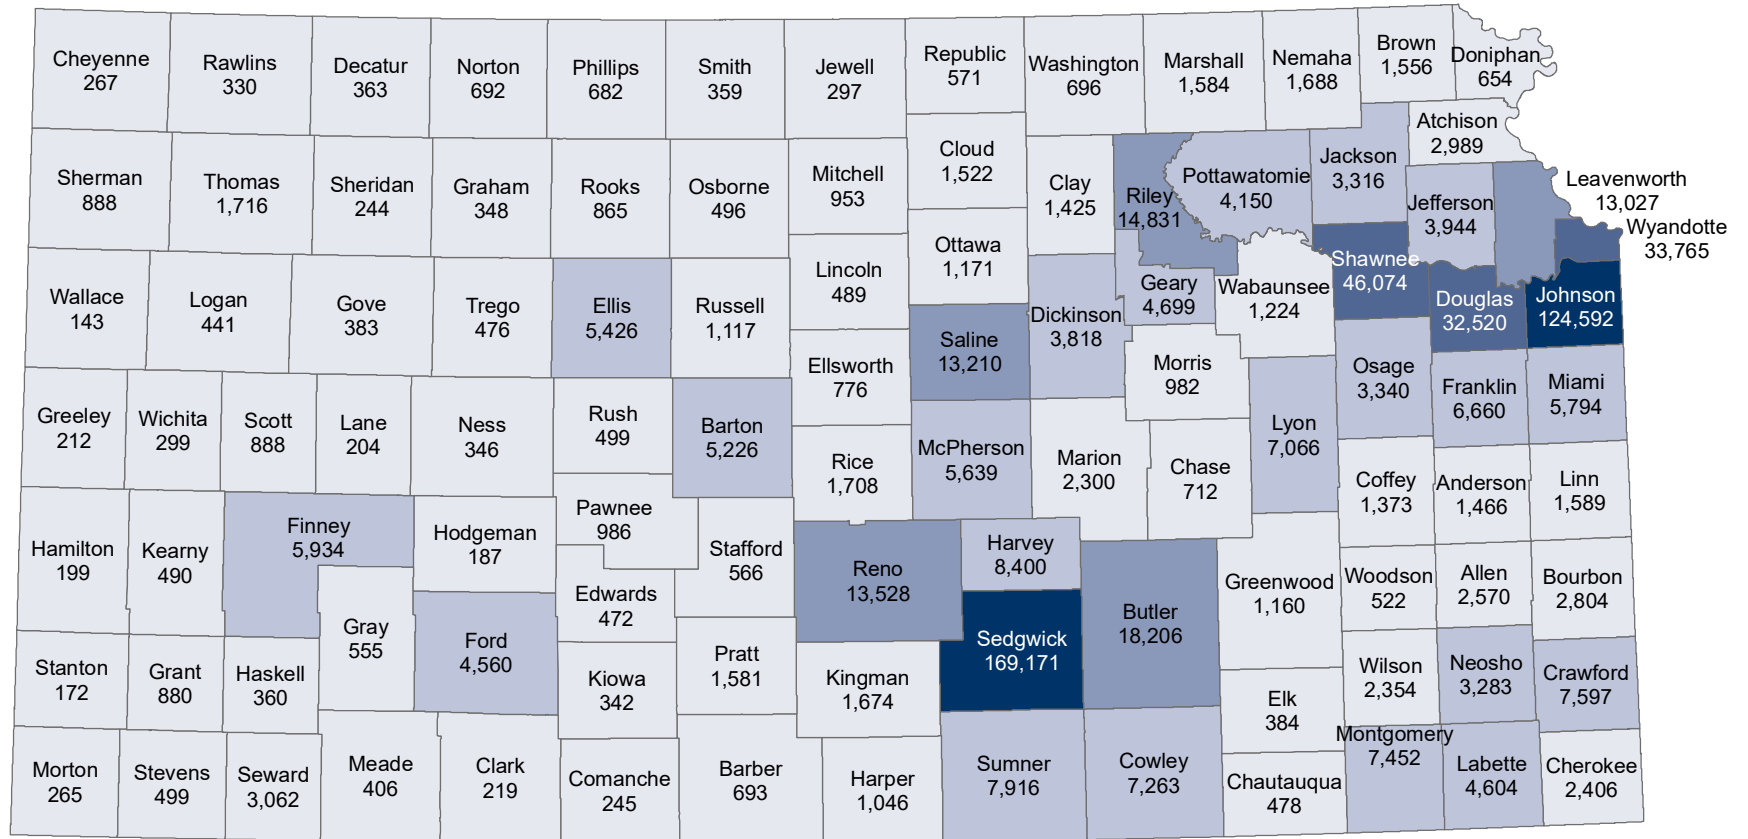 Cheyenne
267
Rawlins
330
Decatur
363
Norton
692
Phillips
682
Smith
359
Jewell
297
Republic
571
Washington
696
Marshall
1,584
Nemaha
1,688
Brown
1,556
Doniphan
654
Atchison
2,989
Sherman
888
Thomas
1,716
Sheridan
244
Graham
348
Rooks
865
Osborne
496
Mitchell
953
Cloud
1,522
Clay
1,425
Riley
14,831
Pottawatomie
4,150
Jackson
3,316
Jefferson
3,944
Leavenworth
13,027
Wyandotte
33,765
Wallace
143
Logan
441
Gove
383
Trego
476
Ellis
5,426
Russell
1,117
Lincoln
489
Ottawa
1,171
Saline
13,210
Dickinson
3,818
Geary
4,699
Wabaunsee
1,224
Shawnee
46,074
Douglas
32,520
Johnson
124,592
Ellsworth
776
Morris
982
Osage
3,340
Franklin
6,660
Miami
5,794
Greeley
212
Wichita
299
Scott
888
Lane
204
Ness
346
Rush
499
Barton
5,226
Rice
1,708
McPherson
5,639
Marion
2,300
Chase
712
Lyon
7,066
Coffey
1,373
Anderson
1,466
Linn
1,589
Hamilton
199
Kearny
490
Finney
5,934
Hodgeman
187
Pawnee
986
Stafford
566
Edwards
472
Reno
13,528
Harvey
8,400
Butler
18,206
Greenwood
1,160
Woodson
522
Allen
2,570
Bourbon
2,804
Gray
555
Ford
4,560
Sedgwick
169,171
Stanton
172
Grant
880
Haskell
360
Kiowa
342
Pratt
1,581
Kingman
1,674
Elk
384
Wilson
2,354
Neosho
3,283
Crawford
7,597
Morton
265
Stevens
499
Seward
3,062
Meade
406
Clark
219
Comanche
245
Barber
693
Harper
1,046
Sumner
7,916
Cowley
7,263
Chautauqua
478
Montgomery
7,452
Labette
4,604
Cherokee
2,406